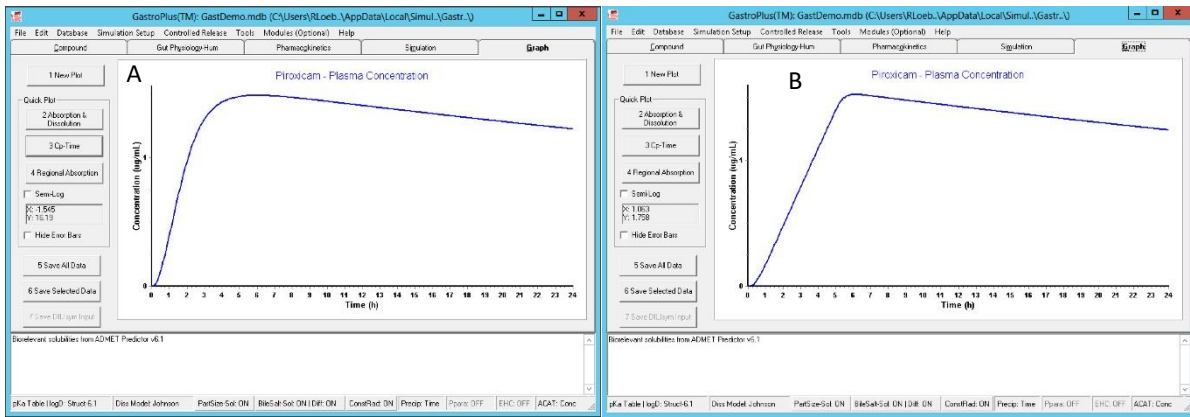 GastroPlus(TM): GastDemo.mdb (C:\Users\RLoeb..\AppData\Local\Simul..\Gastr..\)
File Edit Database Simulation Setup Controlled Release Tools Modules (Optional) Help
Compound Gut Physiology-Hum Pharmacokinetics Simulation Graph
A
Piroxicam - Plasma Concentration
1 New Plot
Quick Plot
2 Absorption &
Dissolution
3 Cp-Time
4 Regional Absorption
Semi-Log
X: -1.545
Y: 16.19
Hide Error Bars
5 Save All Data
6 Save Selected Data
7 Save DILIsym Input
Concentration (ug/mL)
1
0 1 2 3 4 5 6 7 8 9 10 11 12 13 14 15 16 17 18 19 20 21 22 23 24
0
Time (h)
Biorelevant solubilities from ADMET Predictor v6.1
pKa Table | logD: Struct-6.1 Diss Model: Johnson PartSize-Sol: ON BileSalt-Sol: ON | Diff: ON ConstRad: ON Precip: Time Ppara: OFF EHC: OFF ACAT: Conc
GastroPlus(TM): GastDemo.mdb (C:\Users\RLoeb..\AppData\Local\Simul..\Gastr..\)
File Edit Database Simulation Setup Controlled Release Tools Modules (Optional) Help
Compound Gut Physiology-Hum Pharmacokinetics Simulation Graph
B
Piroxicam - Plasma Concentration
1 New Plot
Quick Plot
2 Absorption &
Dissolution
3 Cp-Time
4 Regional Absorption
Semi-Log
X: 1.063
Y: 1.758
Hide Error Bars
5 Save All Data
6 Save Selected Data
7 Save DILIsym Input
Concentration (ug/mL)
1
0 1 2 3 4 5 6 7 8 9 10 11 12 13 14 15 16 17 18 19 20 21 22 23 24
0
Time (h)
Biorelevant solubilities from ADMET Predictor v6.1
pKa Table | logD: Struct-6.1 Diss Model: Johnson PartSize-Sol: ON BileSalt-Sol: ON | Diff: ON ConstRad: ON Precip: Time Ppara: OFF EHC: OFF ACAT: Conc